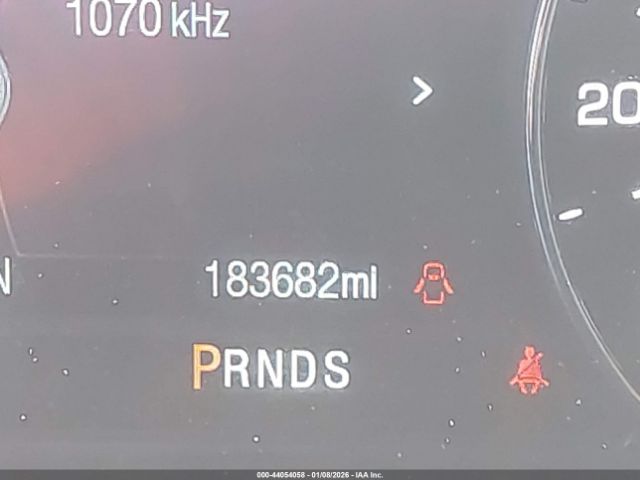 1070 kHz
>
20
N
183682mi
PRNDS
000-44054058 - 01/08/2026 - IAA Inc.